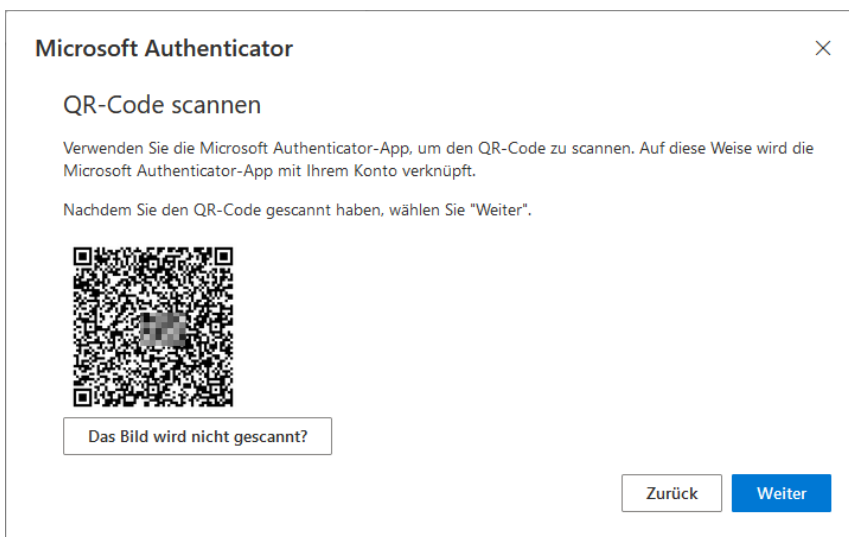 Microsoft Authenticator
QR-Code scannen
Verwenden Sie die Microsoft Authenticator-App, um den QR-Code zu scannen. Auf diese Weise wird die
Microsoft Authenticator-App mit Ihrem Konto verknüpft.
Nachdem Sie den QR-Code gescannt haben, wählen Sie "Weiter".
Das Bild wird nicht gescannt?
Zurück
Weiter